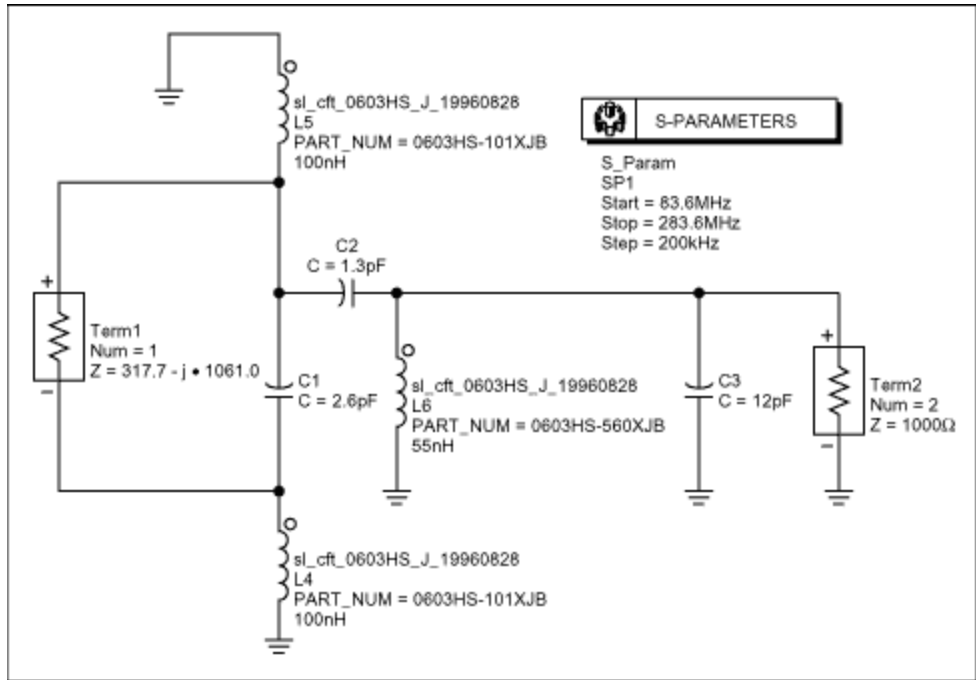 sl_cft_0603HS_J_19960828
L5
PART_NUM = 0603HS-101XJB
100nH
S-PARAMETERS
S_Param
SP1
Start = 83.6MHz
Stop = 283.6MHz
Step = 200kHz
C2
C = 1.3pF
+
Term1
Num = 1
Z = 317.7 - j • 1061.0
–
C1
C = 2.6pF
sl_cft_0603HS_J_19960828
L6
PART_NUM = 0603HS-560XJB
55nH
C3
C = 12pF
+
Term2
Num = 2
Z = 1000Ω
–
sl_cft_0603HS_J_19960828
L4
PART_NUM = 0603HS-101XJB
100nH